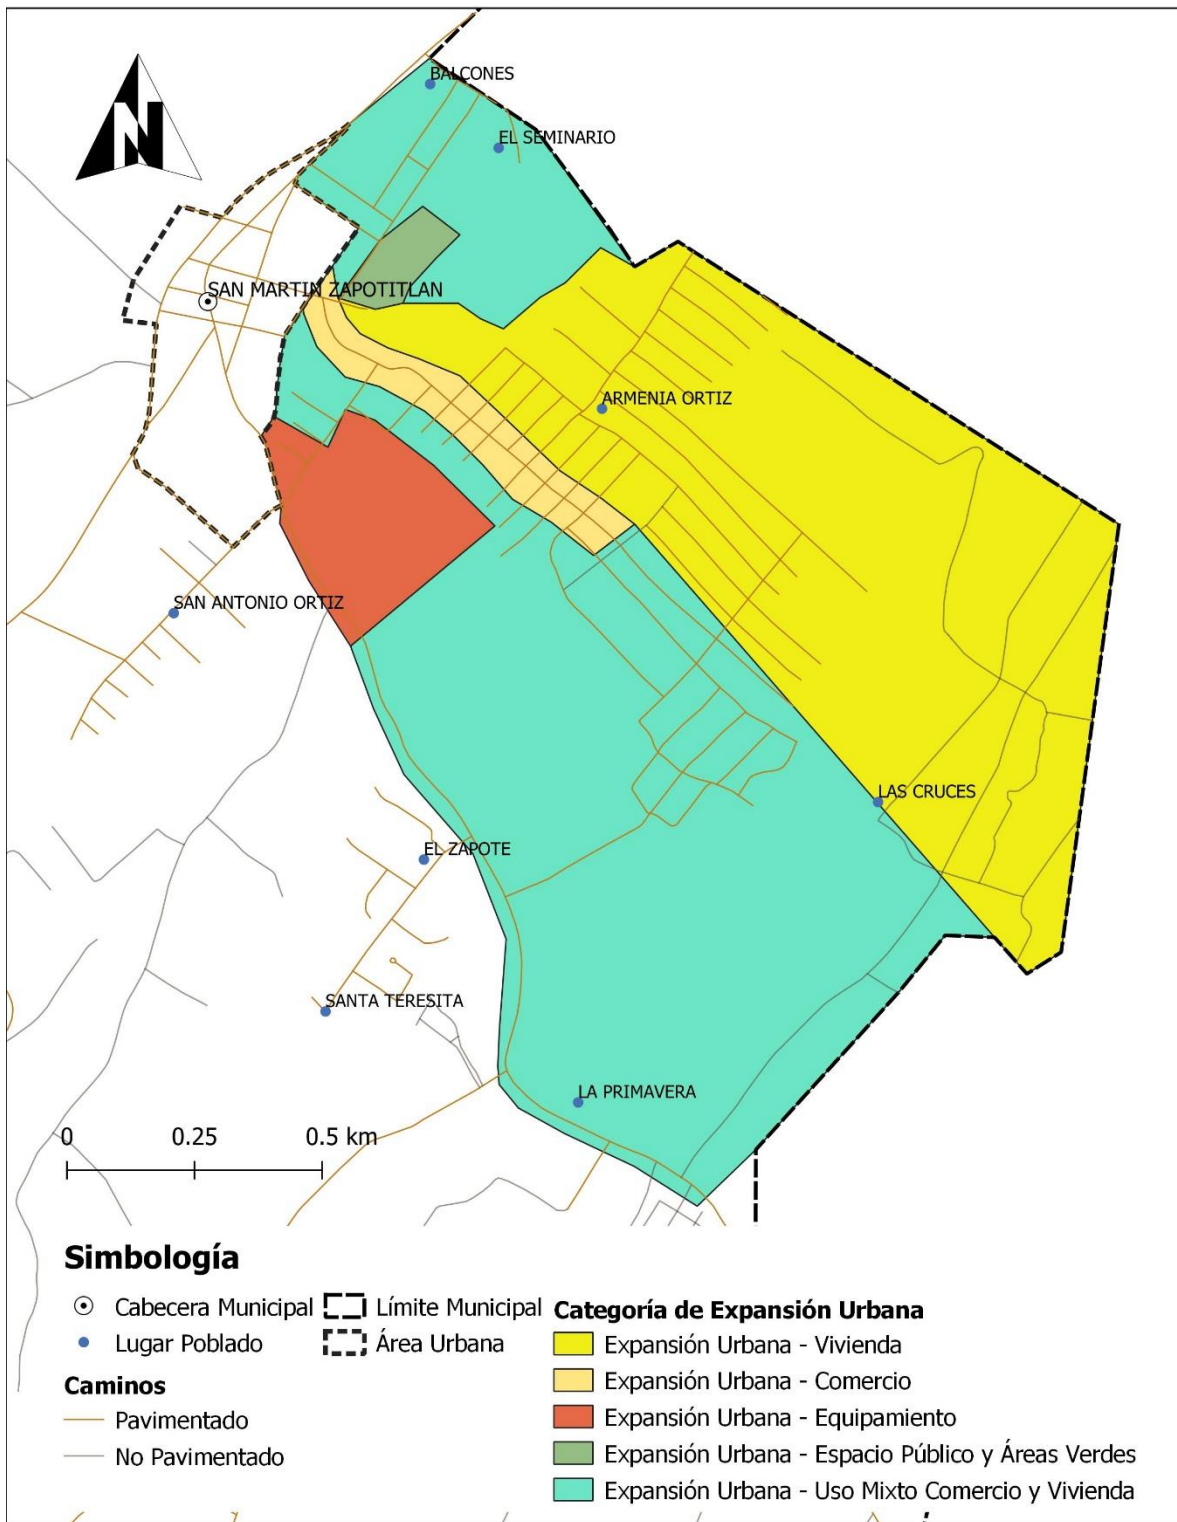 N
BALCONES
EL SEMINARIO
SAN MARTIN ZAPOTITLAN
ARMENIA ORTIZ
SAN ANTONIO ORTIZ
LAS CRUCES
EL ZAPOTE
SANTA TERESITA
LA PRIMAVERA
0 0.25 0.5 km
Simbología
Cabecera Municipal
Lugar Poblado
Límite Municipal
Área Urbana
Caminos
Pavimentado
No Pavimentado
Categoría de Expansión Urbana
Expansión Urbana - Vivienda
Expansión Urbana - Comercio
Expansión Urbana - Equipamiento
Expansión Urbana - Espacio Público y Áreas Verdes
Expansión Urbana - Uso Mixto Comercio y Vivienda